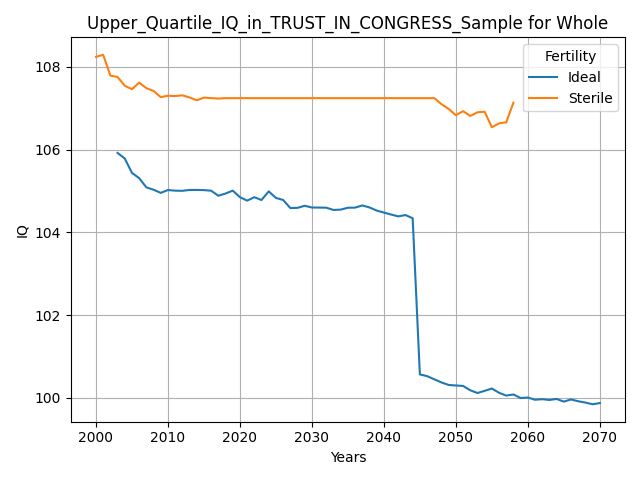 Upper_Quartile_IQ_in_TRUST_IN_CONGRESS_Sample for Whole
Fertility
Ideal
Sterile
IQ
108
106
104
102
100
2000 2010 2020 2030 2040 2050 2060 2070
Years